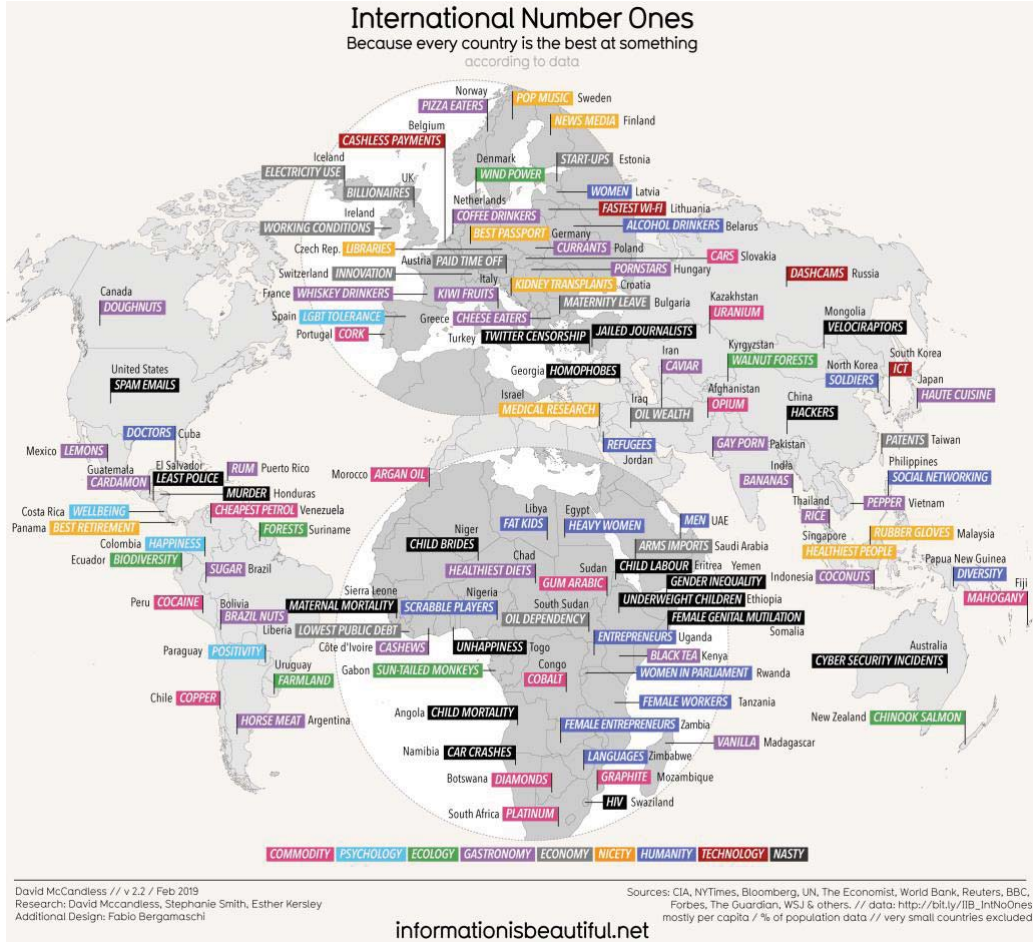 International Number Ones
Because every country is the best at something
according to data
Norway
PIZZA EATERS
POP MUSIC Sweden
NEWS MEDIA Finland
Belgium
CASHLESS PAYMENTS
Iceland
ELECTRICITY USE
UK
BILLIONAIRES
Denmark
WIND POWER
START-UPS Estonia
WOMEN Latvia
Netherlands
COFFEE DRINKERS
FASTEST WI-FI Lithuania
Ireland
WORKING CONDITIONS
ALCOHOL DRINKERS Belarus
BEST PASSPORT Germany
Czech Rep. LIBRARIES
CURRANTS Poland
Austria PAID TIME OFF
CARS Slovakia
Switzerland INNOVATION
PORNSTARS Hungary
DASHCAMS Russia
Italy
KIWI FRUITS
KIDNEY TRANSPLANTS Croatia
France WHISKEY DRINKERS
MATERNITY LEAVE Bulgaria
Canada
DOUGHNUTS
Kazakhstan
URANIUM
Spain LGBT TOLERANCE
Greece CHEESE EATERS
Mongolia
VELOCIRAPTORS
Portugal CORK
Turkey TWITTER CENSORSHIP JAILED JOURNALISTS
Kyrgyzstan
WALNUT FORESTS
Iran
CAVIAR
South Korea
ICT
United States
SPAM EMAILS
Georgia HOMOPHOBES
North Korea
SOLDIERS
Japan
HAUTE CUISINE
Israel
MEDICAL RESEARCH
Iraq
OIL WEALTH
Afghanistan
OPIUM
China
HACKERS
DOCTORS Cuba
REFUGEES
Jordan
GAY PORN Pakistan
PATENTS Taiwan
Mexico LEMONS
Guatemala
CARDAMON
El Salvador
LEAST POLICE
RUM Puerto Rico
Morocco ARGAN OIL
India
BANANAS
Philippines
SOCIAL NETWORKING
MURDER Honduras
Costa Rica WELLBEING
CHEAPEST PETROL Venezuela
Thailand
RICE
PEPPER Vietnam
Panama BEST RETIREMENT
FORESTS Suriname
Libya
FAT KIDS
Egypt
HEAVY WOMEN
MEN UAE
RUBBER GLOVES Malaysia
Colombia HAPPINESS
Niger
CHILD BRIDES
ARMS IMPORTS Saudi Arabia
Singapore
HEALTHIEST PEOPLE
Ecuador BIODIVERSITY
Chad
HEALTHIEST DIETS
CHILD LABOUR Eritrea
Yemen
GENDER INEQUALITY
Papua New Guinea
DIVERSITY
SUGAR Brazil
Sudan
GUM ARABIC
Indonesia COCONUTS
Fiji
MAHOGANY
Peru COCAINE
Bolivia
BRAZIL NUTS
Sierra Leone
MATERNAL MORTALITY
Nigeria
SCRABBLE PLAYERS
UNDERWEIGHT CHILDREN Ethiopia
South Sudan
OIL DEPENDENCY
FEMALE GENITAL MUTILATION
Somalia
Liberia LOWEST PUBLIC DEBT
ENTREPRENEURS Uganda
Paraguay POSITIVITY
Côte d'Ivoire CASHEWS
UNHAPPINESS Togo
BLACK TEA Kenya
Australia
CYBER SECURITY INCIDENTS
Uruguay
FARMLAND
Gabon SUN-TAILED MONKEYS
Congo
COBALT
WOMEN IN PARLIAMENT Rwanda
Chile COPPER
FEMALE WORKERS Tanzania
Angola CHILD MORTALITY
HORSE MEAT Argentina
FEMALE ENTREPRENEURS Zambia
New Zealand CHINOOK SALMON
VANILLA Madagascar
Namibia CAR CRASHES
LANGUAGES Zimbabwe
Botswana DIAMONDS
GRAPHITE Mozambique
HIV Swaziland
South Africa PLATINUM
COMMODITY PSYCHOLOGY ECOLOGY GASTRONOMY ECONOMY NICETY HUMANITY TECHNOLOGY NASTY
David McCandless // v 2.2 / Feb 2019
Research: David Mccandless, Stephanie Smith, Esther Kersley
Additional Design: Fabio Bergamaschi
Sources: CIA, NYTimes, Bloomberg, UN, The Economist, World Bank, Reuters, BBC,
Forbes, The Guardian, WSJ & others. // data: http://bit.ly/IIB_IntNoOnes
mostly per capita / % of population data // very small countries excluded
informationisbeautiful.net